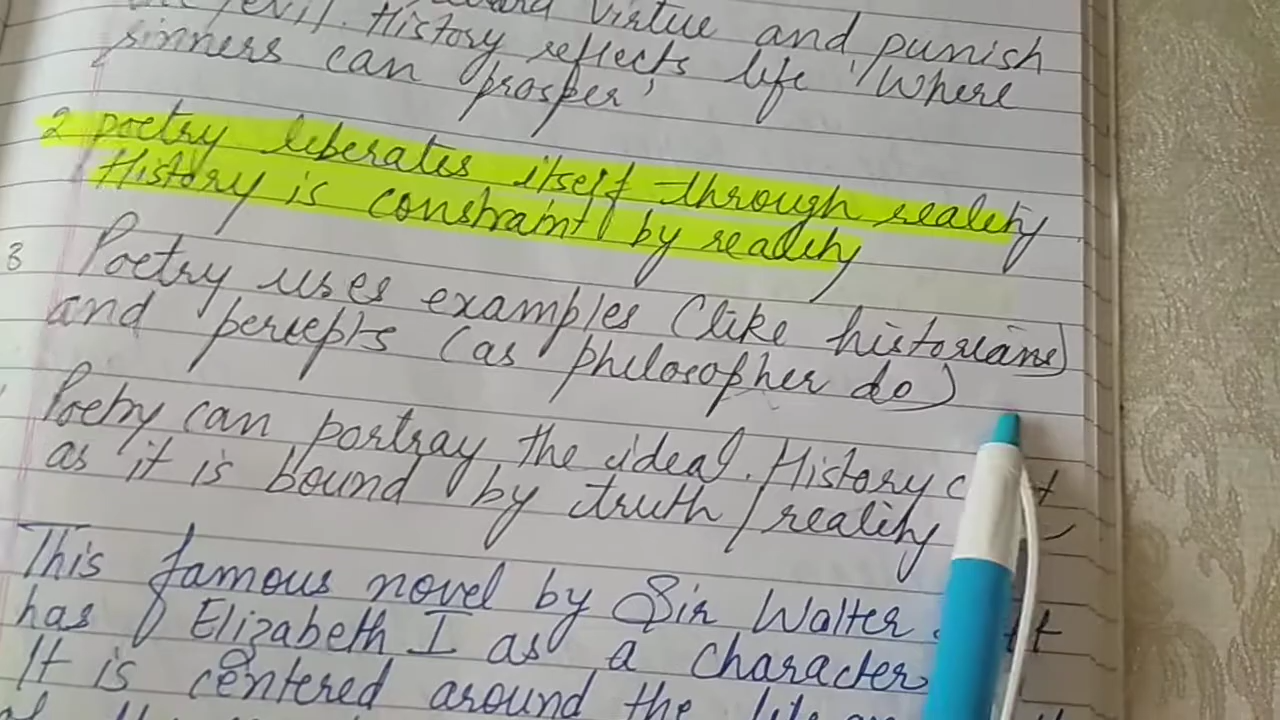 Virtue and punish
evil. History reflects life "Where
sinners can prosper'
2 poetry leberates itself through reality
History is constraint by reality
3 Poetry uses examples (like historians)
and percepts (as philosopher do)
Poetry can portray the ideal. History
as it is bound by truth / reality
This famous novel by Sir Walter
has Elizabeth I as a character
It is centered around the